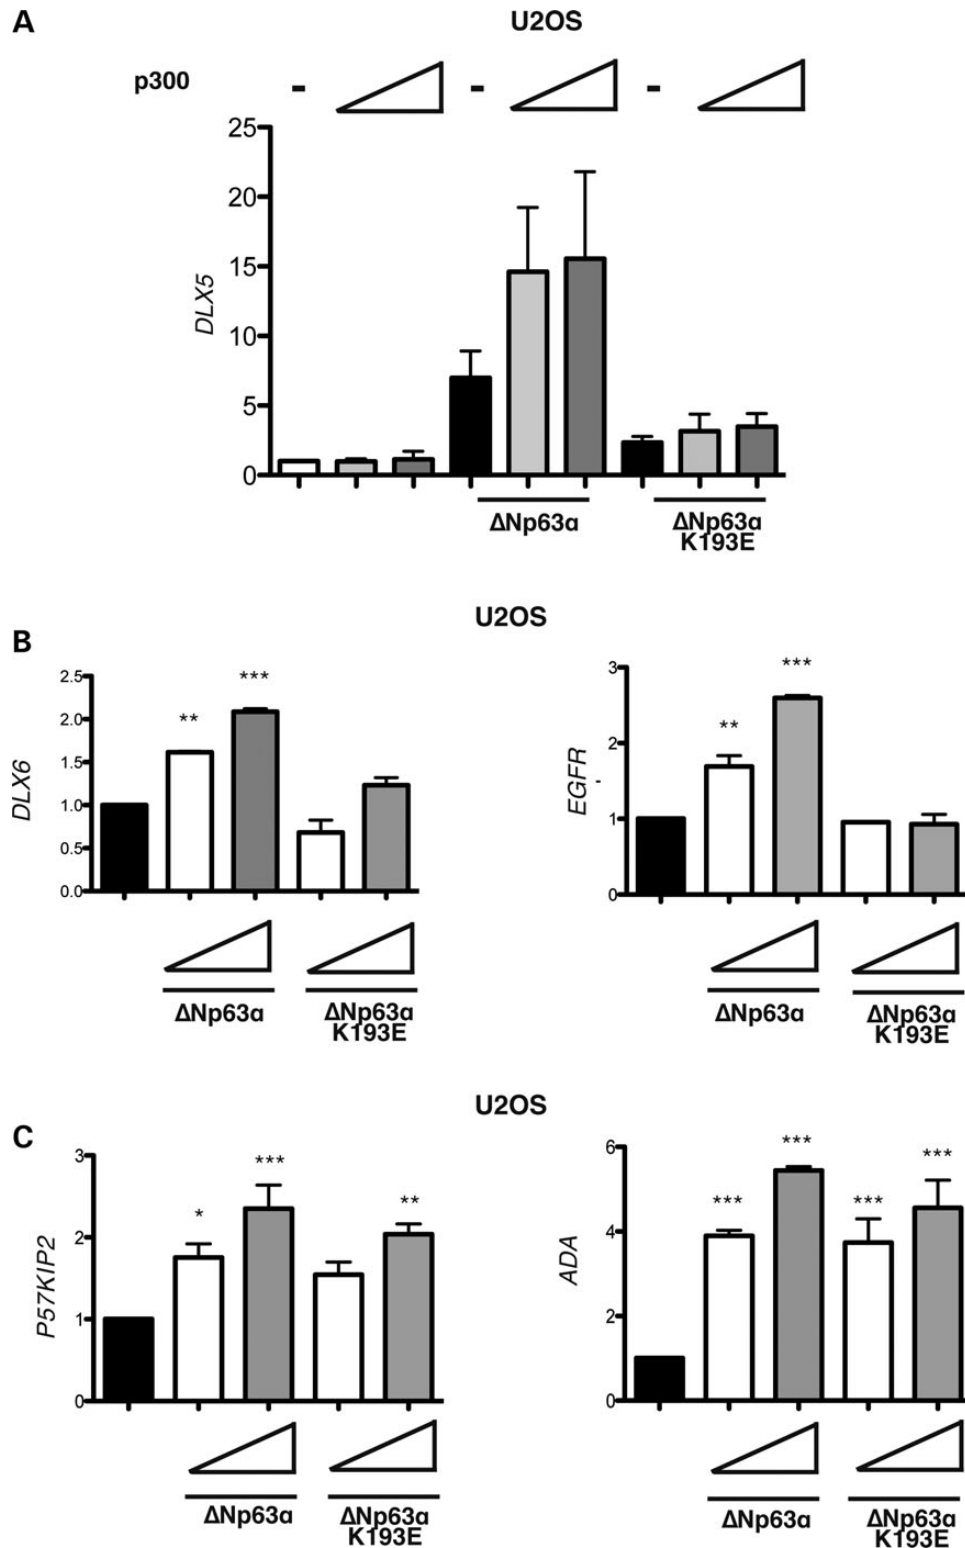 A
U2OS
p300
-
-
-
25
20
15
10
5
0
DLX5
ΔNp63α
ΔNp63α
K193E
U2OS
B
2.5
2.0
1.5
1.0
0.5
0.0
DLX6
** ***
ΔNp63α
ΔNp63α
K193E
3
2
1
0
EGFR
** ***
ΔNp63α
ΔNp63α
K193E
U2OS
C
3
2
1
0
P57KIP2
* *** **
ΔNp63α
ΔNp63α
K193E
6
4
2
0
ADA
*** *** *** ***
ΔNp63α
ΔNp63α
K193E